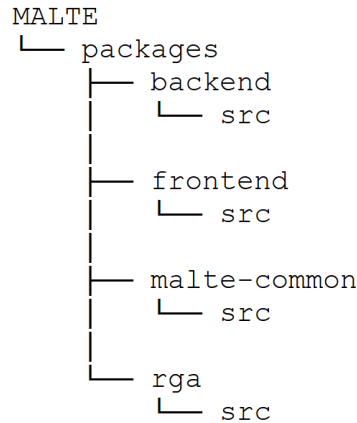 MALTE
packages
backend
src
frontend
src
malte-common
src
rga
src